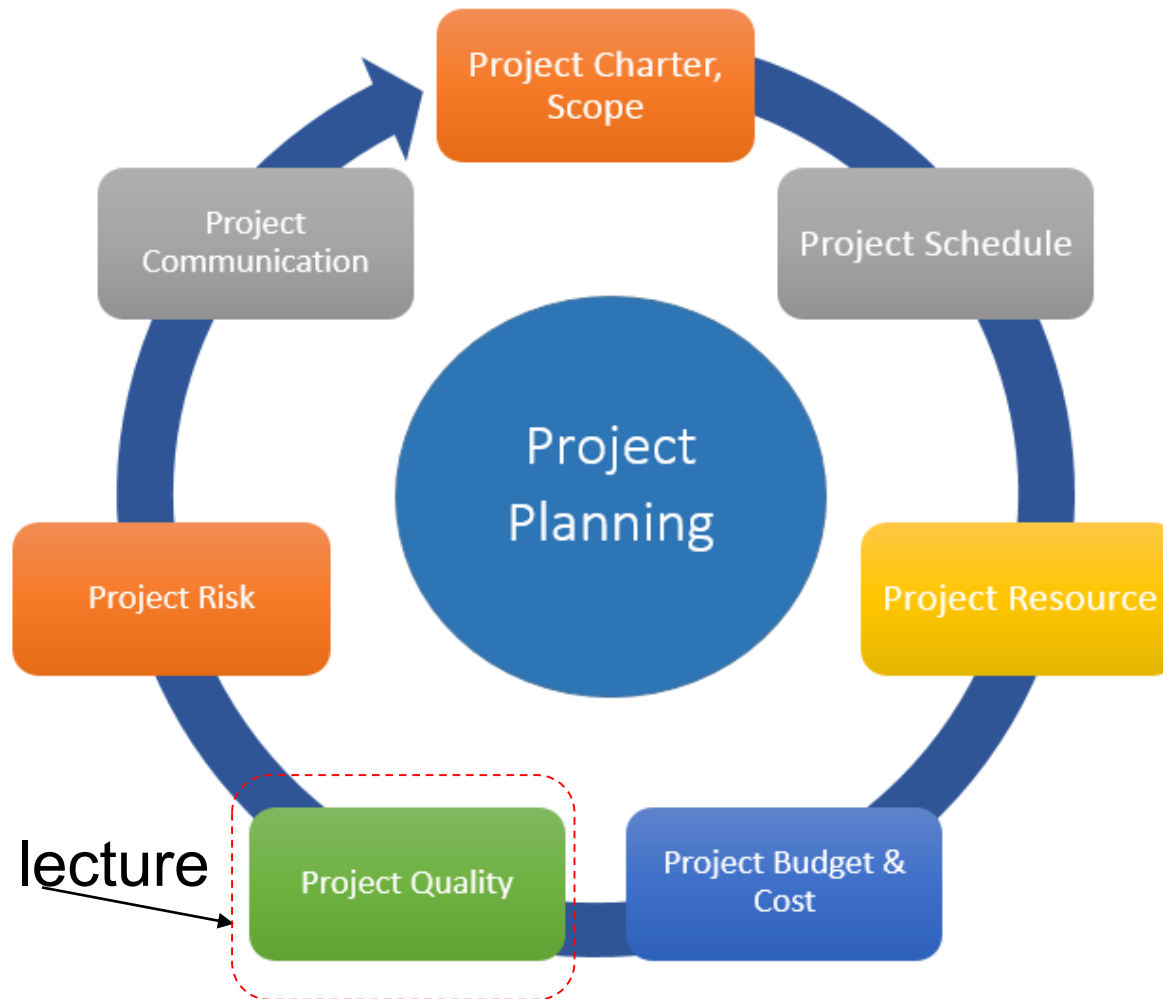 Project Charter,
Scope
Project Schedule
Project Resource
Project Budget &
Cost
Project Quality
lecture
Project Risk
Project
Communication
Project
Planning